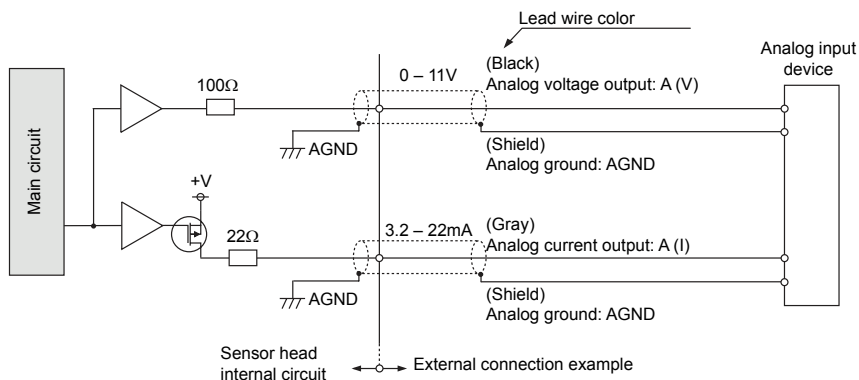 Lead wire color
Analog input
device
0 – 11V
(Black)
Analog voltage output: A (V)
100Ω
AGND
(Shield)
Analog ground: AGND
Main circuit
+V
22Ω
3.2 – 22mA
(Gray)
Analog current output: A (I)
AGND
(Shield)
Analog ground: AGND
Sensor head
internal circuit
External connection example